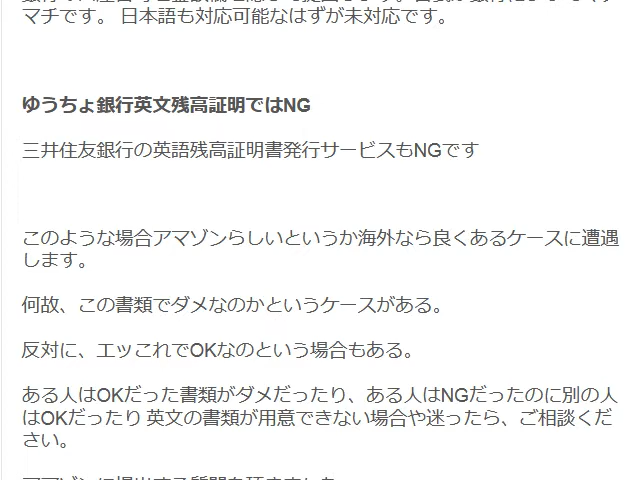 マチです。 日本語も対応可能なはずが未対応です。
ゆうちょ銀行英文残高証明ではNG
三井住友銀行の英語残高証明書発行サービスもNGです
このような場合アマゾンらしいというか海外なら良くあるケースに遭遇
します。
何故、この書類でダメなのかというケースがある。
反対に、エッこれでOKなのという場合もある。
ある人はOKだった書類がダメだったり、ある人はNGだったのに別の人
はOKだったり 英文の書類が用意できない場合や迷ったら、ご相談くだ
さい。